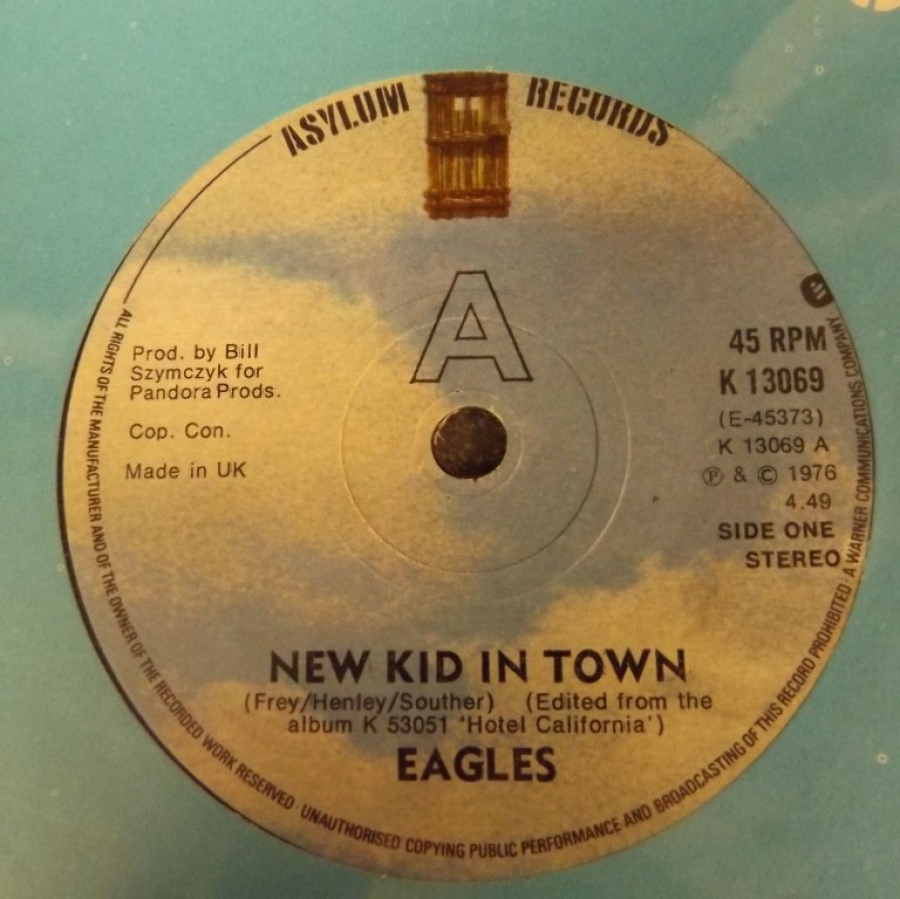 ASYLUM RECORDS
A
Prod. by Bill
Szymczyk for
Pandora Prods.
Cop. Con.
Made in UK
45 RPM
K 13069
(E-45373)
K 13069 A
Ⓟ & © 1976
4.49
SIDE ONE
STEREO
NEW KID IN TOWN
(Frey/Henley/Souther) (Edited from the
album K 53051 'Hotel California')
EAGLES
ALL RIGHTS OF THE MANUFACTURER AND OF THE OWNER OF THE RECORDED WORK RESERVED · UNAUTHORISED COPYING PUBLIC PERFORMANCE AND BROADCASTING OF THIS RECORD PROHIBITED · A WARNER COMMUNICATIONS COMPANY